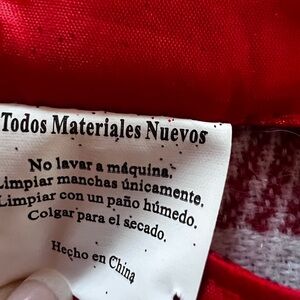 Todos Materiales Nuevos
No lavar a máquina.
Limpiar manchas únicamente.
Limpiar con un paño húmedo.
Colgar para el secado.
Hecho en China